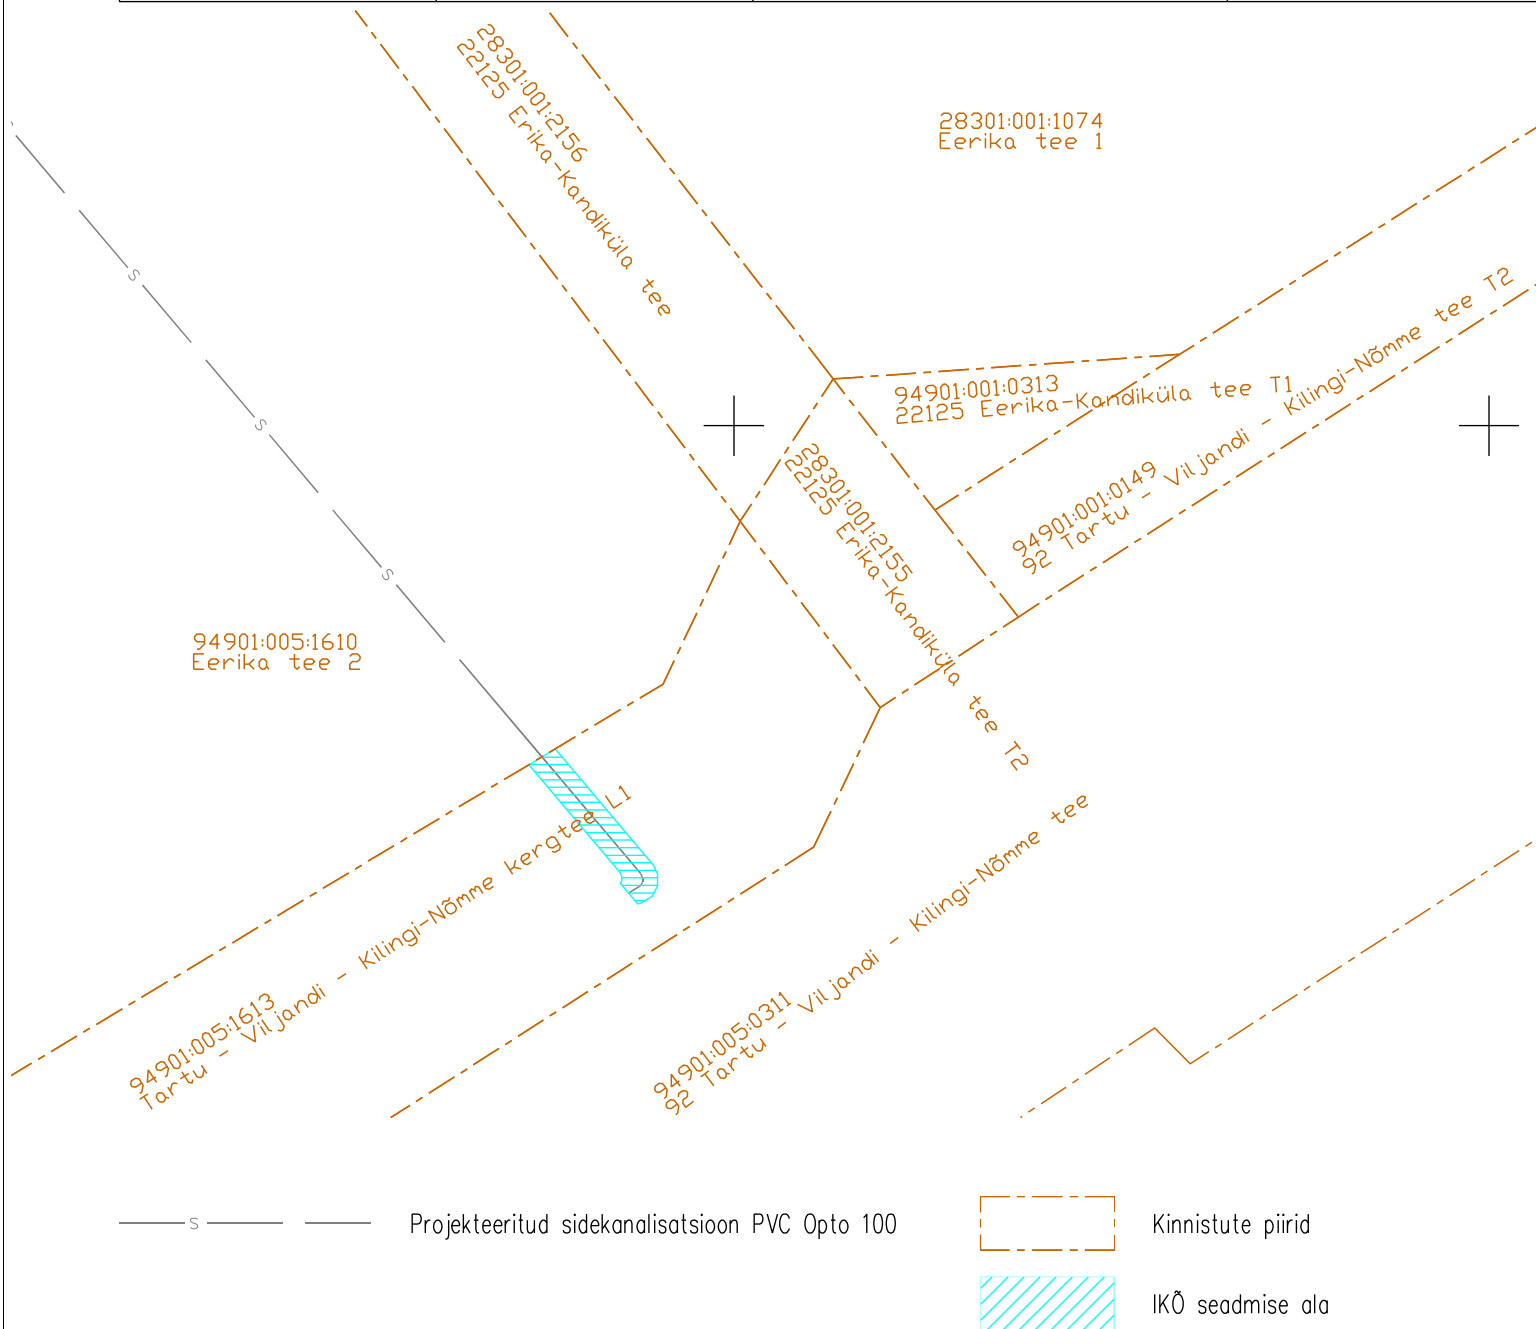 28301:001:2156
22125 Erika-Kandiküla tee
28301:001:1074
Eerika tee 1
94901:001:0313
22125 Eerika-Kandiküla tee T1
94901:001:0149
92 Tartu - Viljandi - Kilingi-Nõmme tee T2
28301:001:2155
22125 Erika-Kandiküla tee T2
94901:005:1610
Eerika tee 2
94901:005:1613
Tartu - Viljandi - Kilingi-Nõmme kergtee L1
94901:005:0311
92 Tartu - Viljandi - Kilingi-Nõmme tee
S
S
S
S
Projekteeritud sidekanalisatsioon PVC Opto 100
Kinnistute piirid
IKÕ seadmise ala